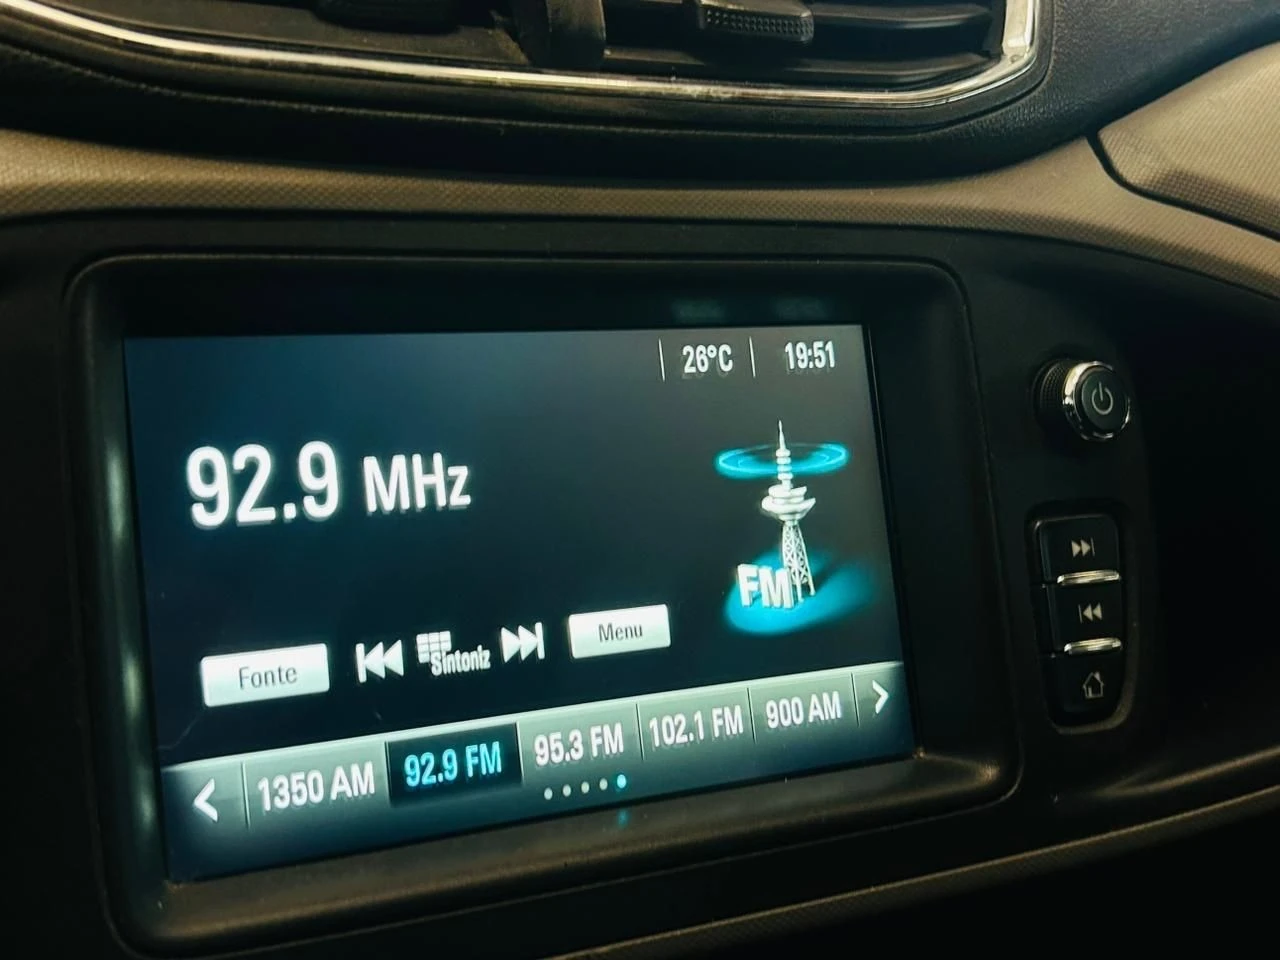 26°C 19:51
92.9 MHz
FM
Fonte Sintoniz Menu
1350 AM 92.9 FM 95.3 FM 102.1 FM 900 AM